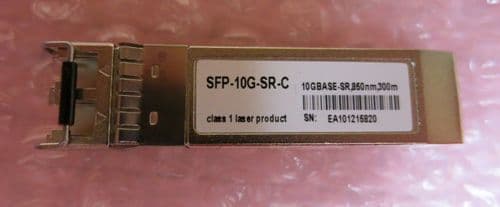 SFP-10G-SR-C
10GBASE-SR,850nm,300m
class 1 laser product
SN: EA101215820